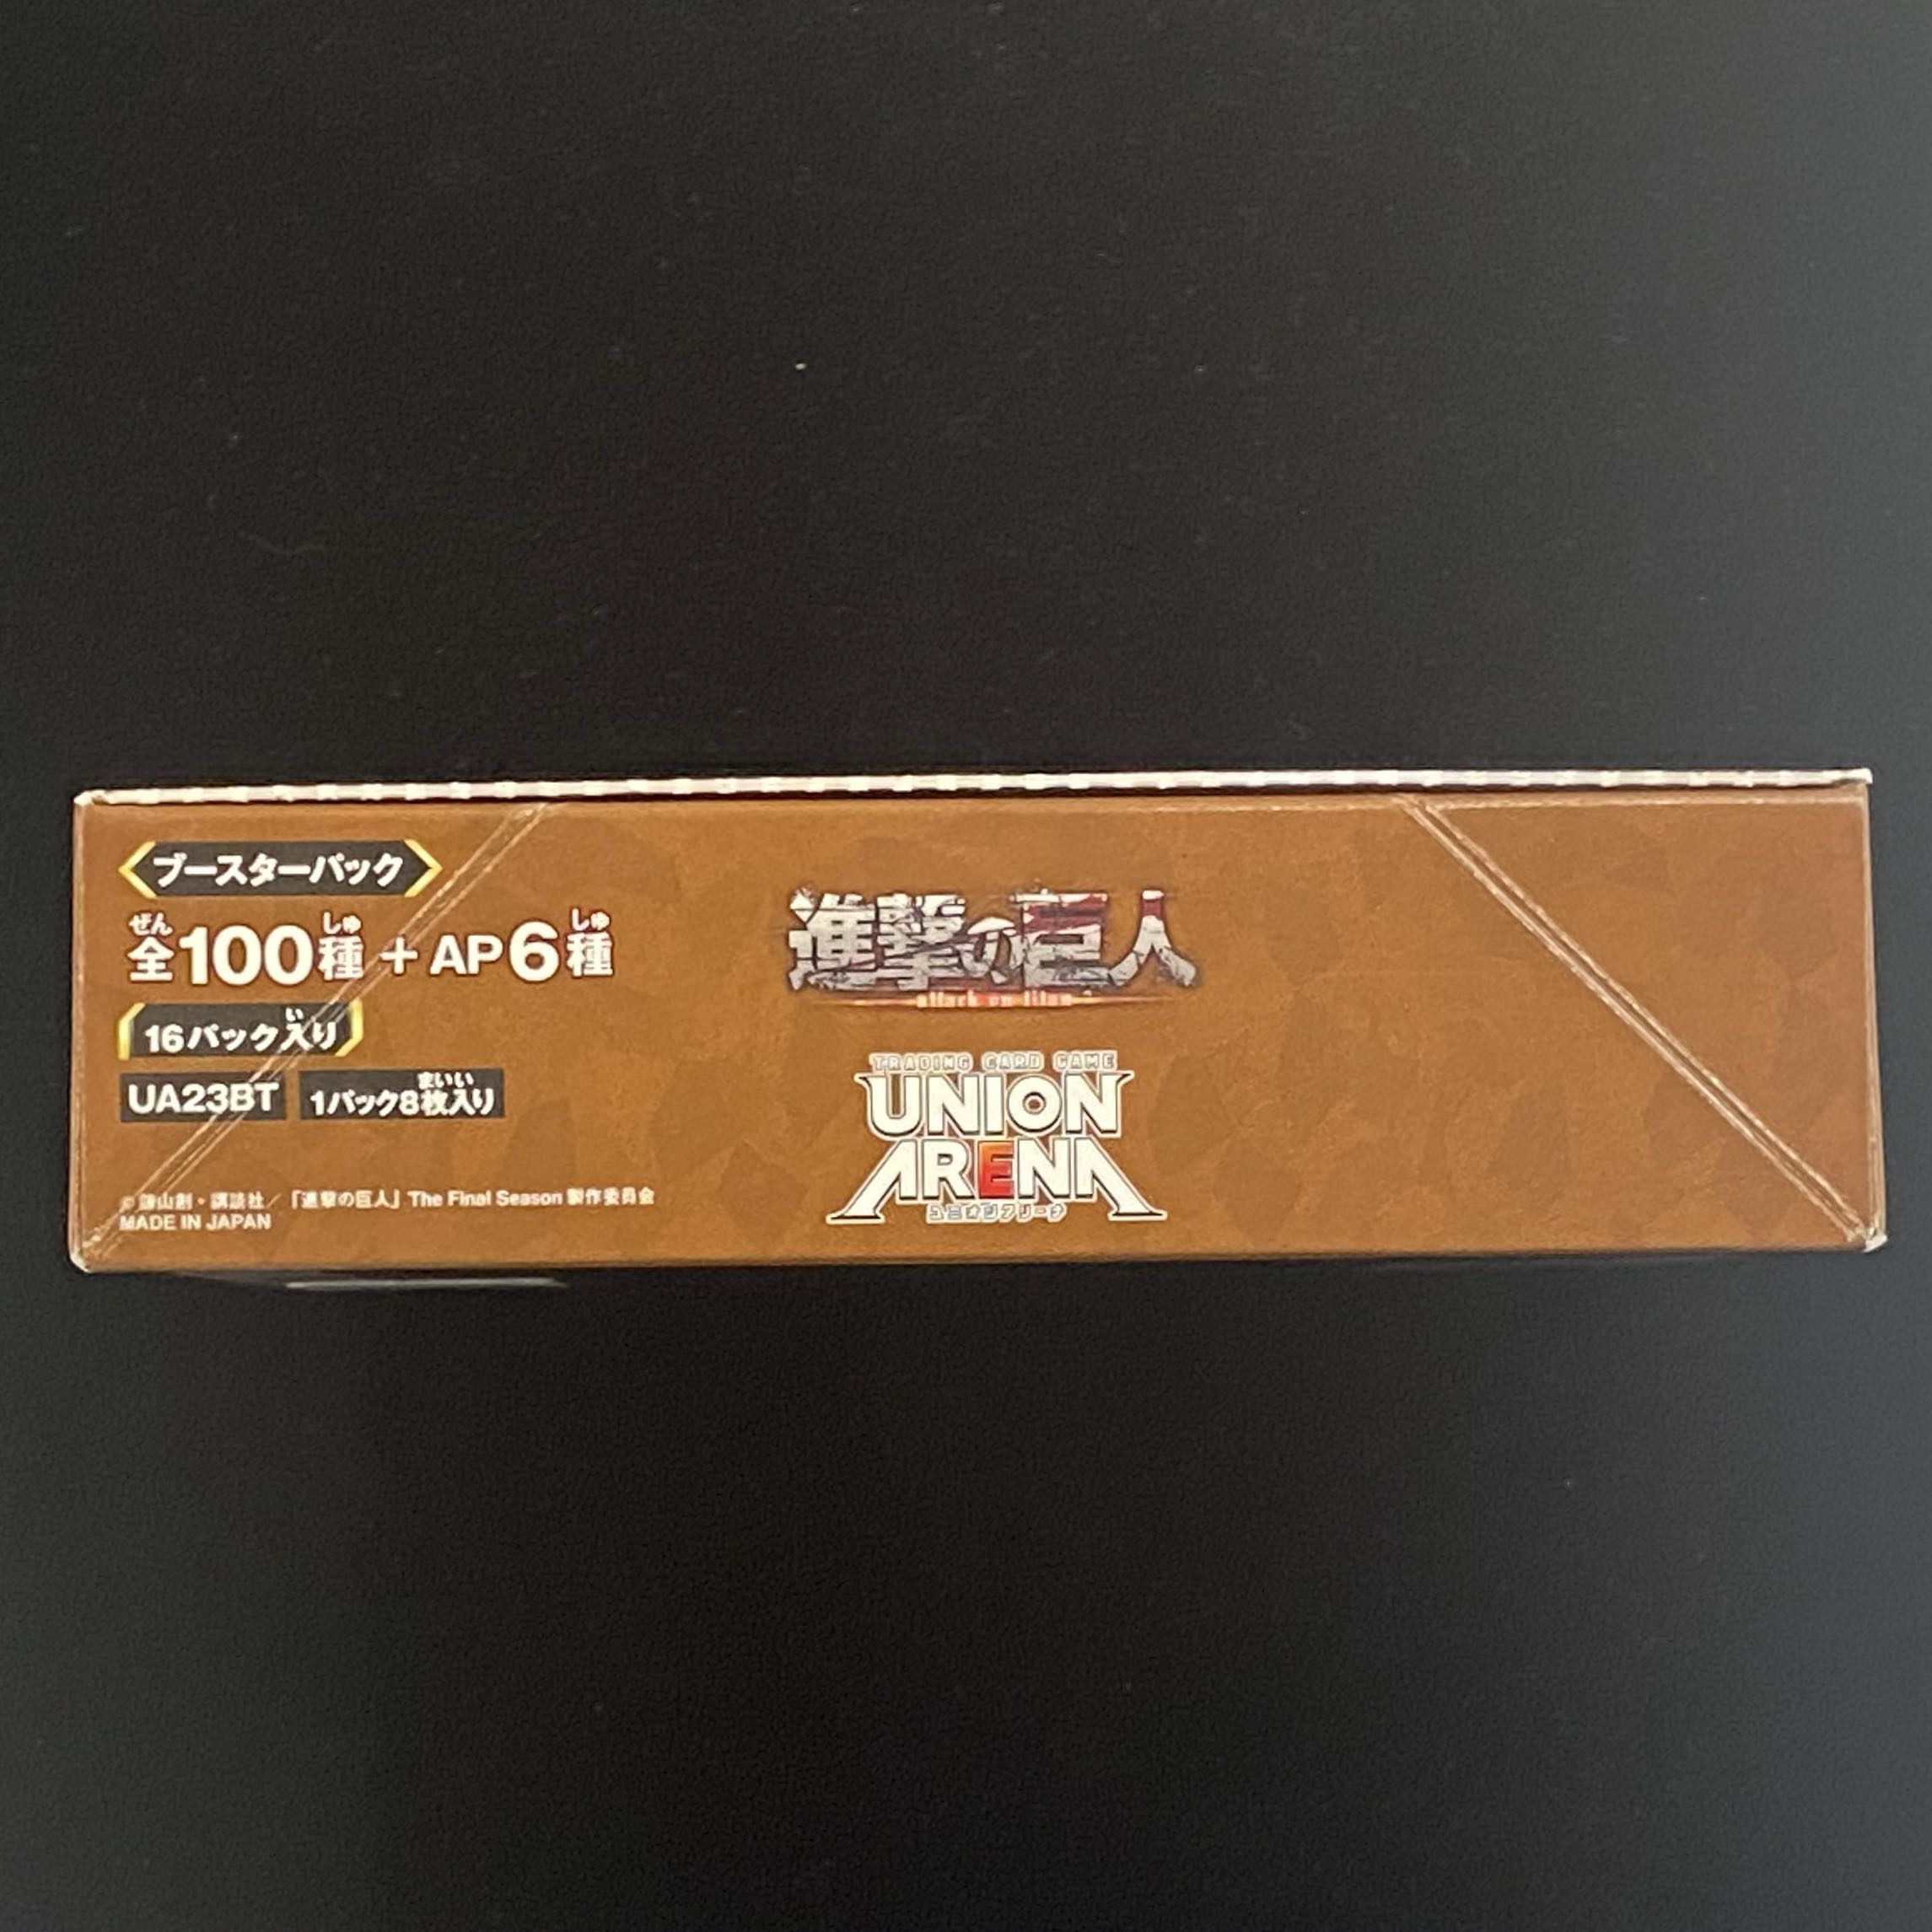 ブースターパック
ぜん しゅ しゅ
全100種 + AP6種
い
16パック入り
まいい
UA23BT 1パック8枚入り
© 諫山創・講談社/「進撃の巨人」The Final Season 製作委員会
MADE IN JAPAN
進撃の巨人
attack on titan
TRADING CARD GAME
UNION
ARENA
ユニオンアリーナ